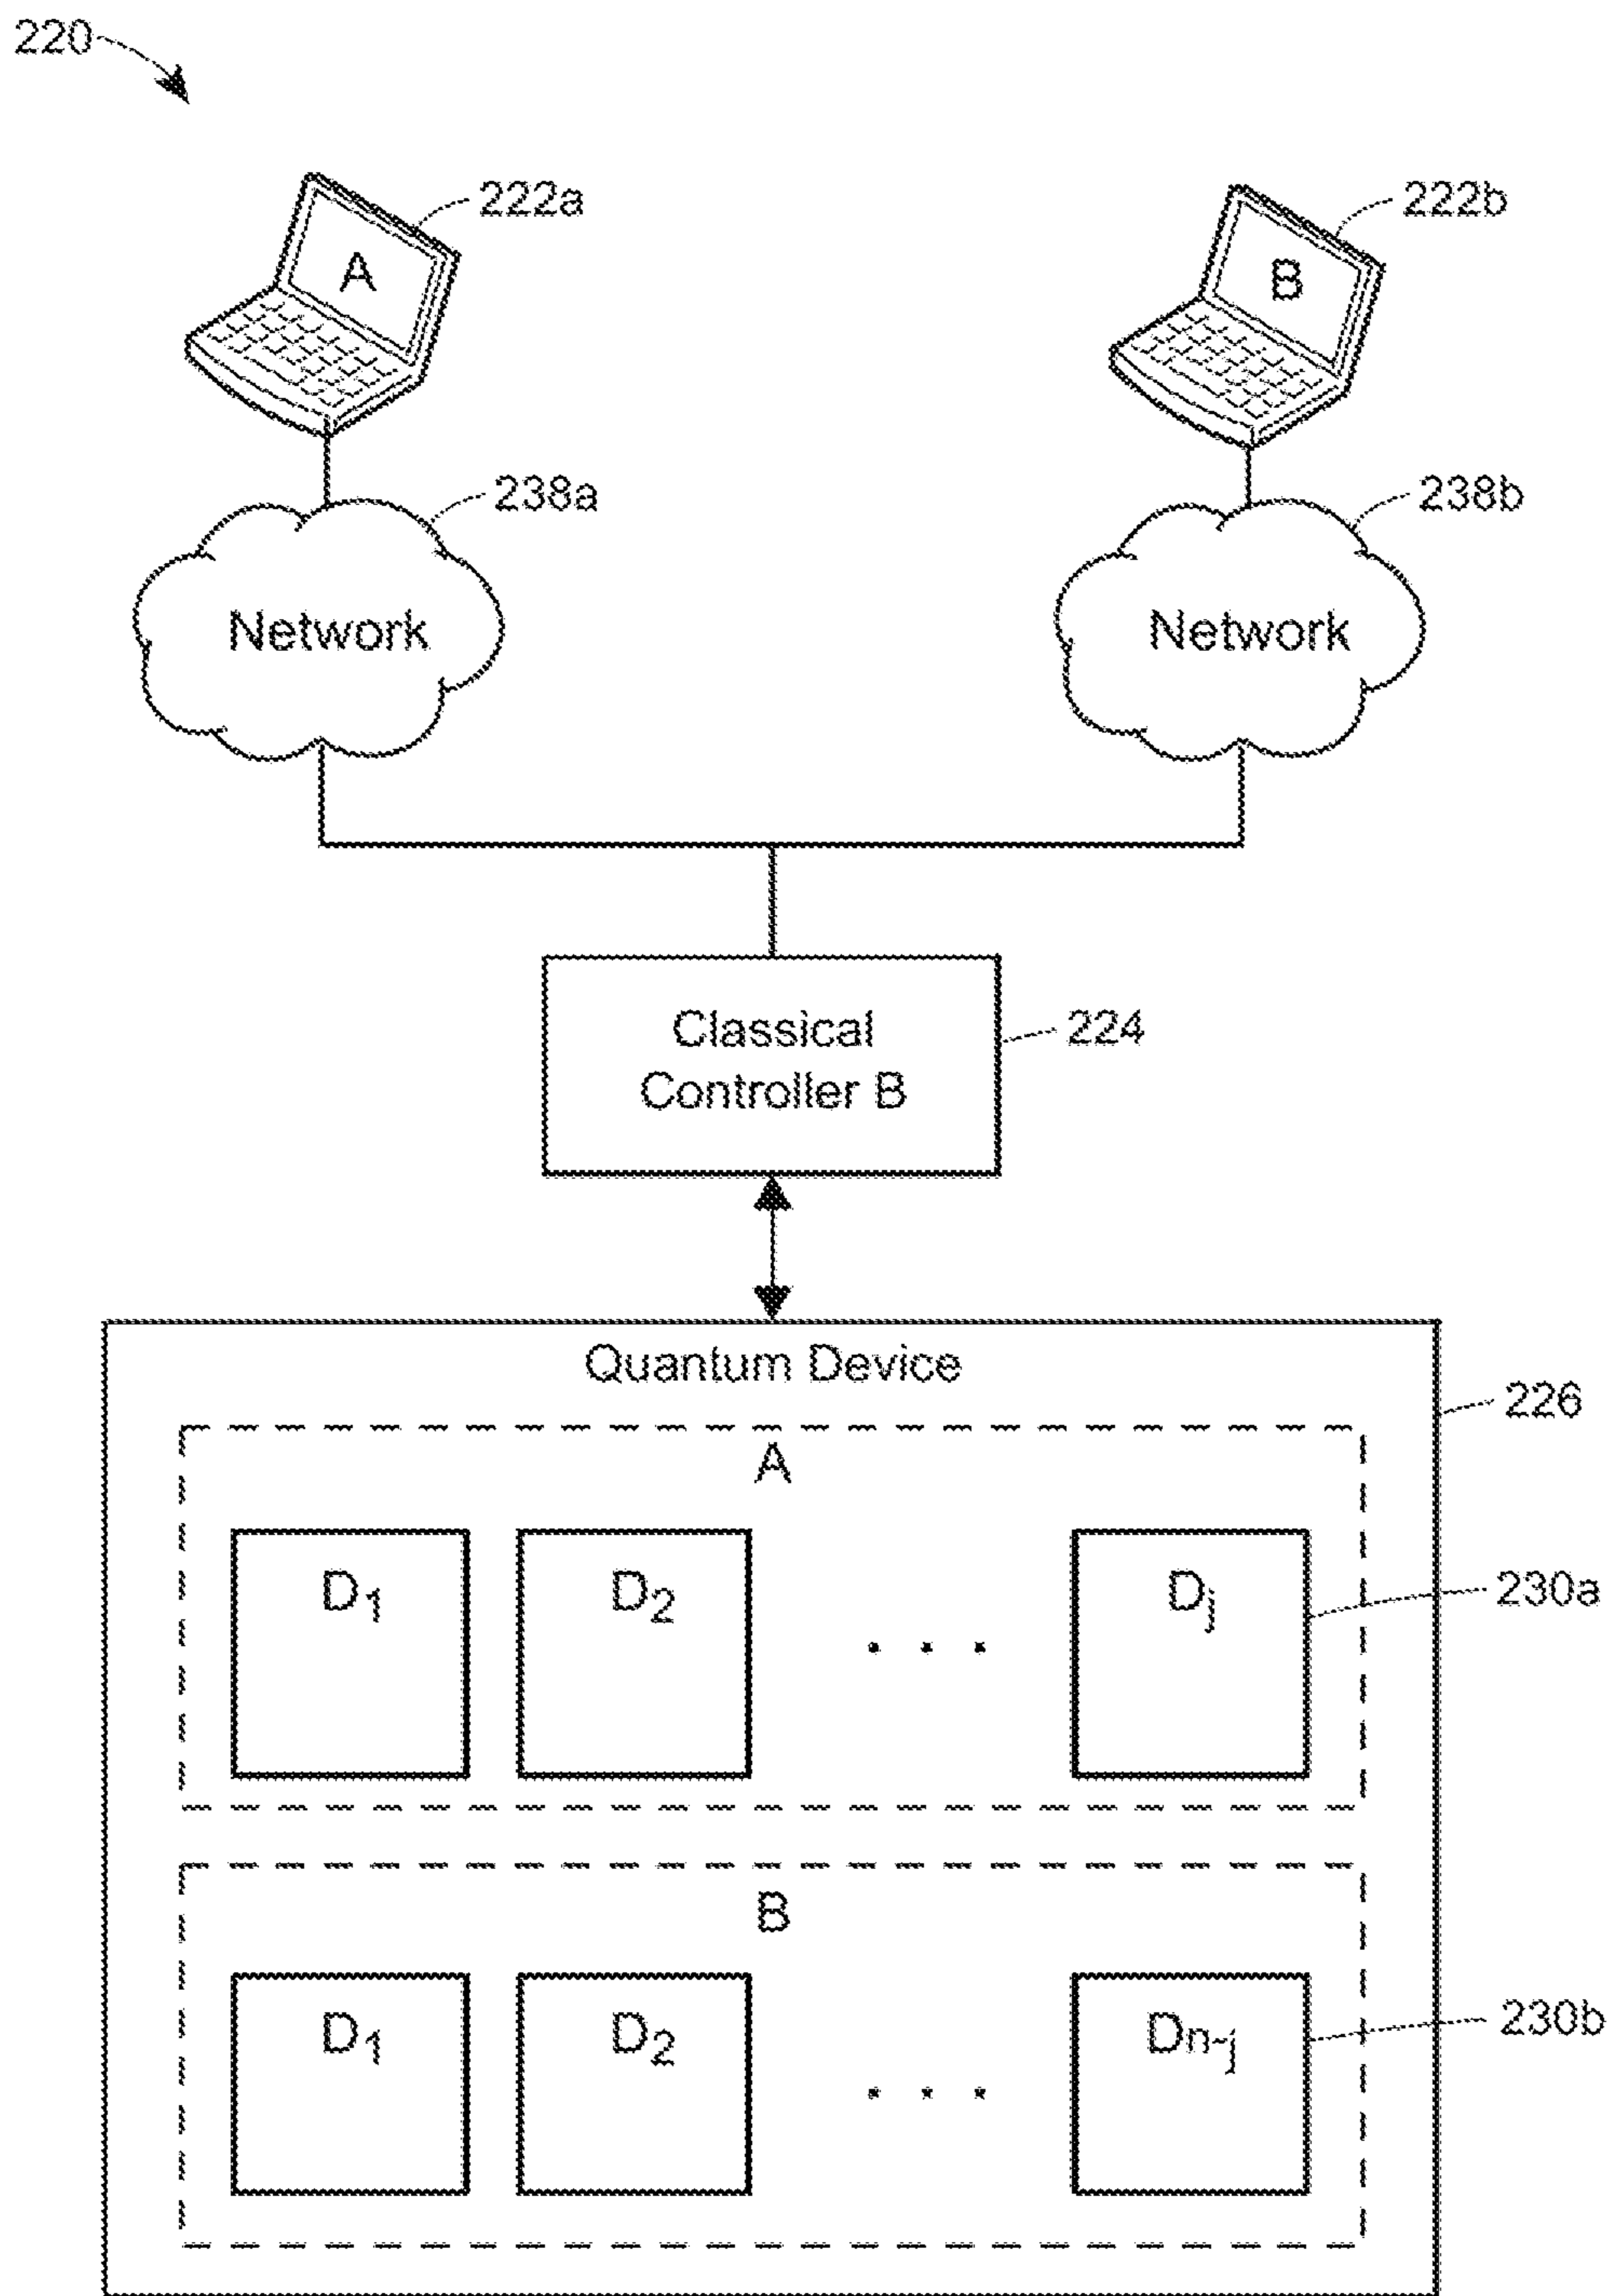 220
222a
222b
A
B
238a
238b
Network
Network
Classical
Controller B
224
Quantum Device
226
A
D1
D2
. . .
Dj
230a
B
D1
D2
. . .
Dn-j
230b